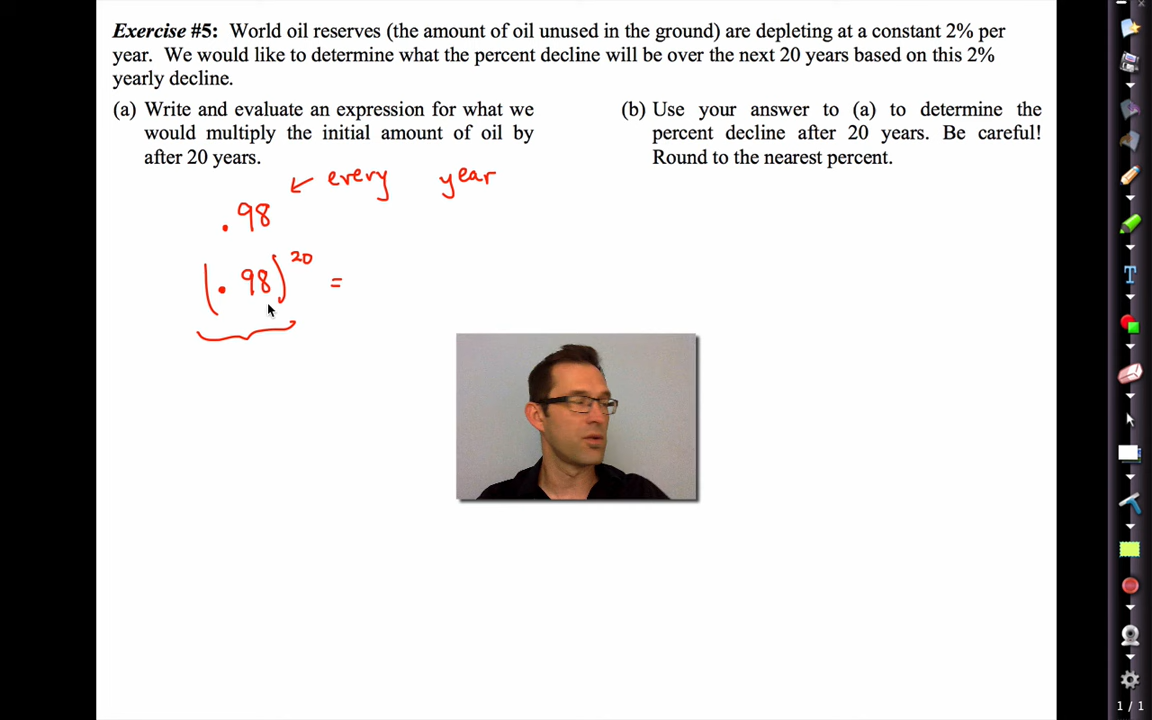 Exercise #5: World oil reserves (the amount of oil unused in the ground) are depleting at a constant 2% per
year. We would like to determine what the percent decline will be over the next 20 years based on this 2%
yearly decline.
(a) Write and evaluate an expression for what we
would multiply the initial amount of oil by
after 20 years.
(b) Use your answer to (a) to determine the
percent decline after 20 years. Be careful!
Round to the nearest percent.
.98 ← every year
(.98)^20 =
T
1 / 1